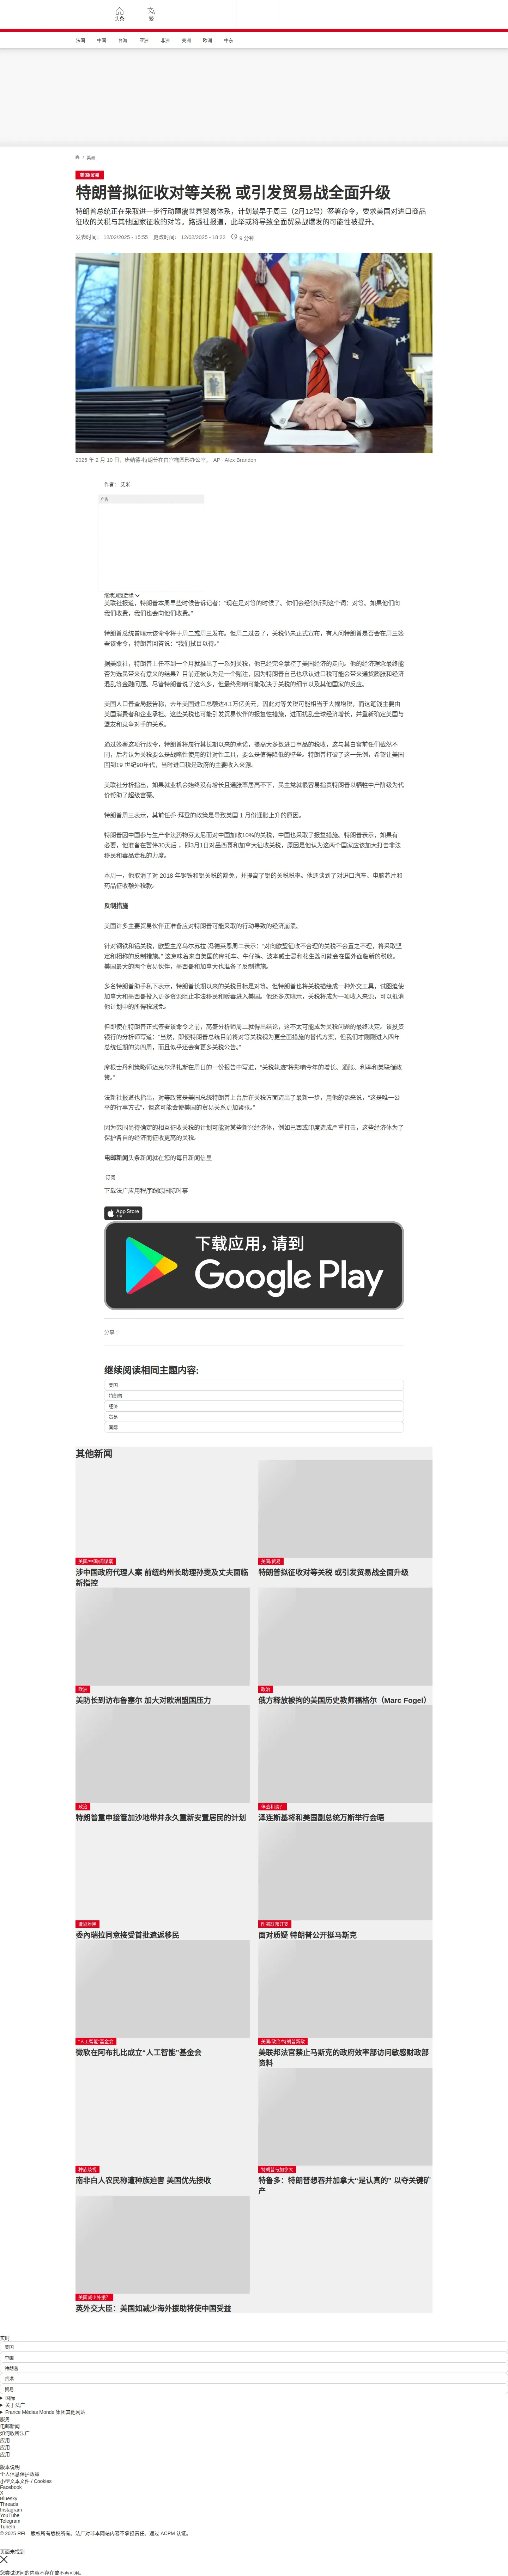 头条
繁
法国
中国
台海
亚洲
非洲
美洲
欧洲
中东
/ 美洲
美国/贸易
特朗普拟征收对等关税 或引发贸易战全面升级
特朗普总统正在采取进一步行动颠覆世界贸易体系，计划最早于周三（2月12号）签署命令，要求美国对进口商品
征收的关税与其他国家征收的对等。路透社报道，此举或将导致全面贸易战爆发的可能性被提升。
发表时间： 12/02/2025 - 15:55 更改时间： 12/02/2025 - 18:22 9 分钟
2025 年 2 月 10 日，唐纳德·特朗普在白宫椭圆形办公室。 AP - Alex Brandon
作者： 艾米
广告
继续浏览后续
美联社报道，特朗普本周早些时候告诉记者：“现在是对等的时候了。你们会经常听到这个词：对等。如果他们向
我们收费，我们也会向他们收费。”
特朗普总统曾暗示该命令将于周二或周三发布。但周二过去了，关税仍未正式宣布，有人问特朗普是否会在周三签
署该命令，特朗普回答说：“我们拭目以待。”
据美联社，特朗普上任不到一个月就推出了一系列关税，他已经完全掌控了美国经济的走向。他的经济理念最终能
否为选民带来有意义的结果？目前还被认为是一个赌注，因为特朗普自己也承认进口税可能会带来通货膨胀和经济
混乱等金融问题。尽管特朗普说了这么多，但最终影响可能取决于关税的细节以及其他国家的反应。
美国人口普查局报告称，去年美国进口总额达4.1万亿美元，因此对等关税可能相当于大幅增税，而这笔钱主要由
美国消费者和企业承担。这些关税也可能引发贸易伙伴的报复性措施，进而扰乱全球经济增长，并重新确定美国与
盟友和竞争对手的关系。
通过签署这项行政令，特朗普将履行其长期以来的承诺，提高大多数进口商品的税收，这与其白宫前任们截然不
同，后者认为关税要么是战略性使用的针对性工具，要么是值得降低的壁垒。特朗普打破了这一先例，希望让美国
回到19 世纪90年代，当时进口税是政府的主要收入来源。
美联社分析指出，如果就业机会始终没有增长且通胀率居高不下，民主党就很容易指责特朗普以牺牲中产阶级为代
价帮助了超级富豪。
特朗普周三表示，其前任乔·拜登的政策是导致美国 1 月份通胀上升的原因。
特朗普因中国参与生产非法药物芬太尼而对中国加收10%的关税，中国也采取了报复措施。特朗普表示，如果有
必要，他准备在暂停30天后 ，即3月1日对墨西哥和加拿大征收关税，原因是他认为这两个国家应该加大打击非法
移民和毒品走私的力度。
本周一，他取消了对 2018 年钢铁和铝关税的豁免，并提高了铝的关税税率。他还谈到了对进口汽车、电脑芯片和
药品征收额外税款。
反制措施
美国许多主要贸易伙伴正准备应对特朗普可能采取的行动导致的经济崩溃。
针对钢铁和铝关税，欧盟主席乌尔苏拉·冯德莱恩周二表示：“对向欧盟征收不合理的关税不会置之不理，将采取坚
定和相称的反制措施。” 这意味着来自美国的摩托车、牛仔裤、波本威士忌和花生酱可能会在国外面临新的税收。
美国最大的两个贸易伙伴，墨西哥和加拿大也准备了反制措施。
多名特朗普助手私下表示，特朗普长期以来的关税目标是对等。但特朗普也将关税描绘成一种外交工具，试图迫使
加拿大和墨西哥投入更多资源阻止非法移民和贩毒进入美国。他还多次暗示，关税将成为一项收入来源，可以抵消
他计划中的所得税减免。
但即使在特朗普正式签署该命令之前，高盛分析师周二就得出结论，这不太可能成为关税问题的最终决定。该投资
银行的分析师写道：“当然，即使特朗普总统目前将对等关税视为更全面措施的替代方案，但我们才刚刚进入四年
总统任期的第四周，而且似乎还会有更多关税公告。”
摩根士丹利策略师迈克尔泽扎斯在周日的一份报告中写道，“关税轨迹”将影响今年的增长、通胀、利率和美联储政
策。”
法新社报道也指出，对等政策是美国总统特朗普上台后在关税方面迈出了最新一步，用他的话来说，“这是唯一公
平的行事方式”，但这可能会使美国的贸易关系更加紧张。”
因为范围尚待确定的相互征收关税的计划可能对某些新兴经济体，例如巴西或印度造成严重打击，这些经济体为了
保护各自的经济而征收更高的关税。
电邮新闻头条新闻就在您的每日新闻信里
订阅
下载法广应用程序跟踪国际时事
App Store
下载
下载应用，请到
Google Play
分享 :
继续阅读相同主题内容:
美国
特朗普
经济
贸易
国际
其他新闻
美国/中国/间谍案
涉中国政府代理人案 前纽约州长助理孙雯及丈夫面临
新指控
美国/贸易
特朗普拟征收对等关税 或引发贸易战全面升级
欧洲
美防长到访布鲁塞尔 加大对欧洲盟国压力
政治
俄方释放被拘的美国历史教师福格尔（Marc Fogel）
政治
特朗普重申接管加沙地带并永久重新安置居民的计划
停战和谈?
泽连斯基将和美国副总统万斯举行会晤
遣返难民
委内瑞拉同意接受首批遣返移民
削减联邦开支
面对质疑 特朗普公开挺马斯克
“人工智能”基金会
微软在阿布扎比成立“人工智能”基金会
美国/政治/特朗普新政
美联邦法官禁止马斯克的政府效率部访问敏感财政部
资料
种族歧视
南非白人农民称遭种族迫害 美国优先接收
特朗普与加拿大
特鲁多：特朗普想吞并加拿大“是认真的” 以夺关键矿
产
美国减少外援？
英外交大臣：美国如减少海外援助将使中国受益
实时
美国
中国
特朗普
香港
贸易
国际
关于法广
France Médias Monde 集团其他网站
服务
电邮新闻
如何收听法广
应用
应用
应用
版本说明
个人信息保护政策
小型文本文件 / Cookies
Facebook
X
Bluesky
Threads
Instagram
YouTube
Telegram
TuneIn
© 2025 RFI – 版权所有版权所有。法广对非本网站内容不承担责任。通过 ACPM 认证。
页面未找到
您尝试访问的内容不存在或不再可用。